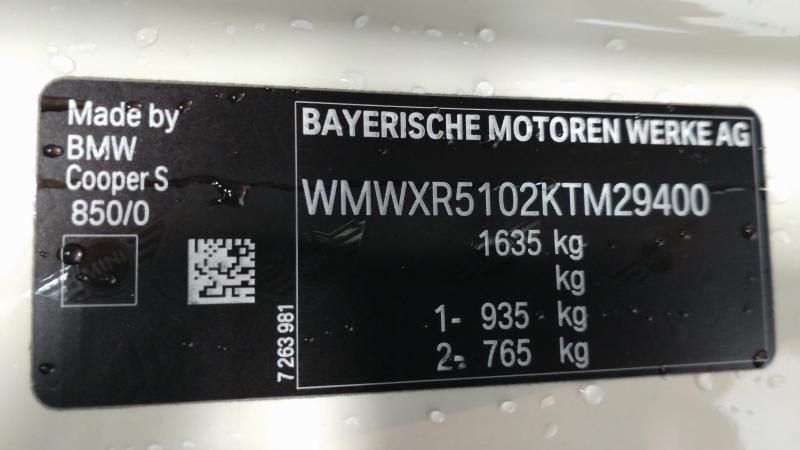 Made by
BMW
Cooper S
850/0
MINI
7 263 981
BAYERISCHE MOTOREN WERKE AG
WMWXR5102KTM29400
1635 kg
kg
1- 935 kg
2- 765 kg